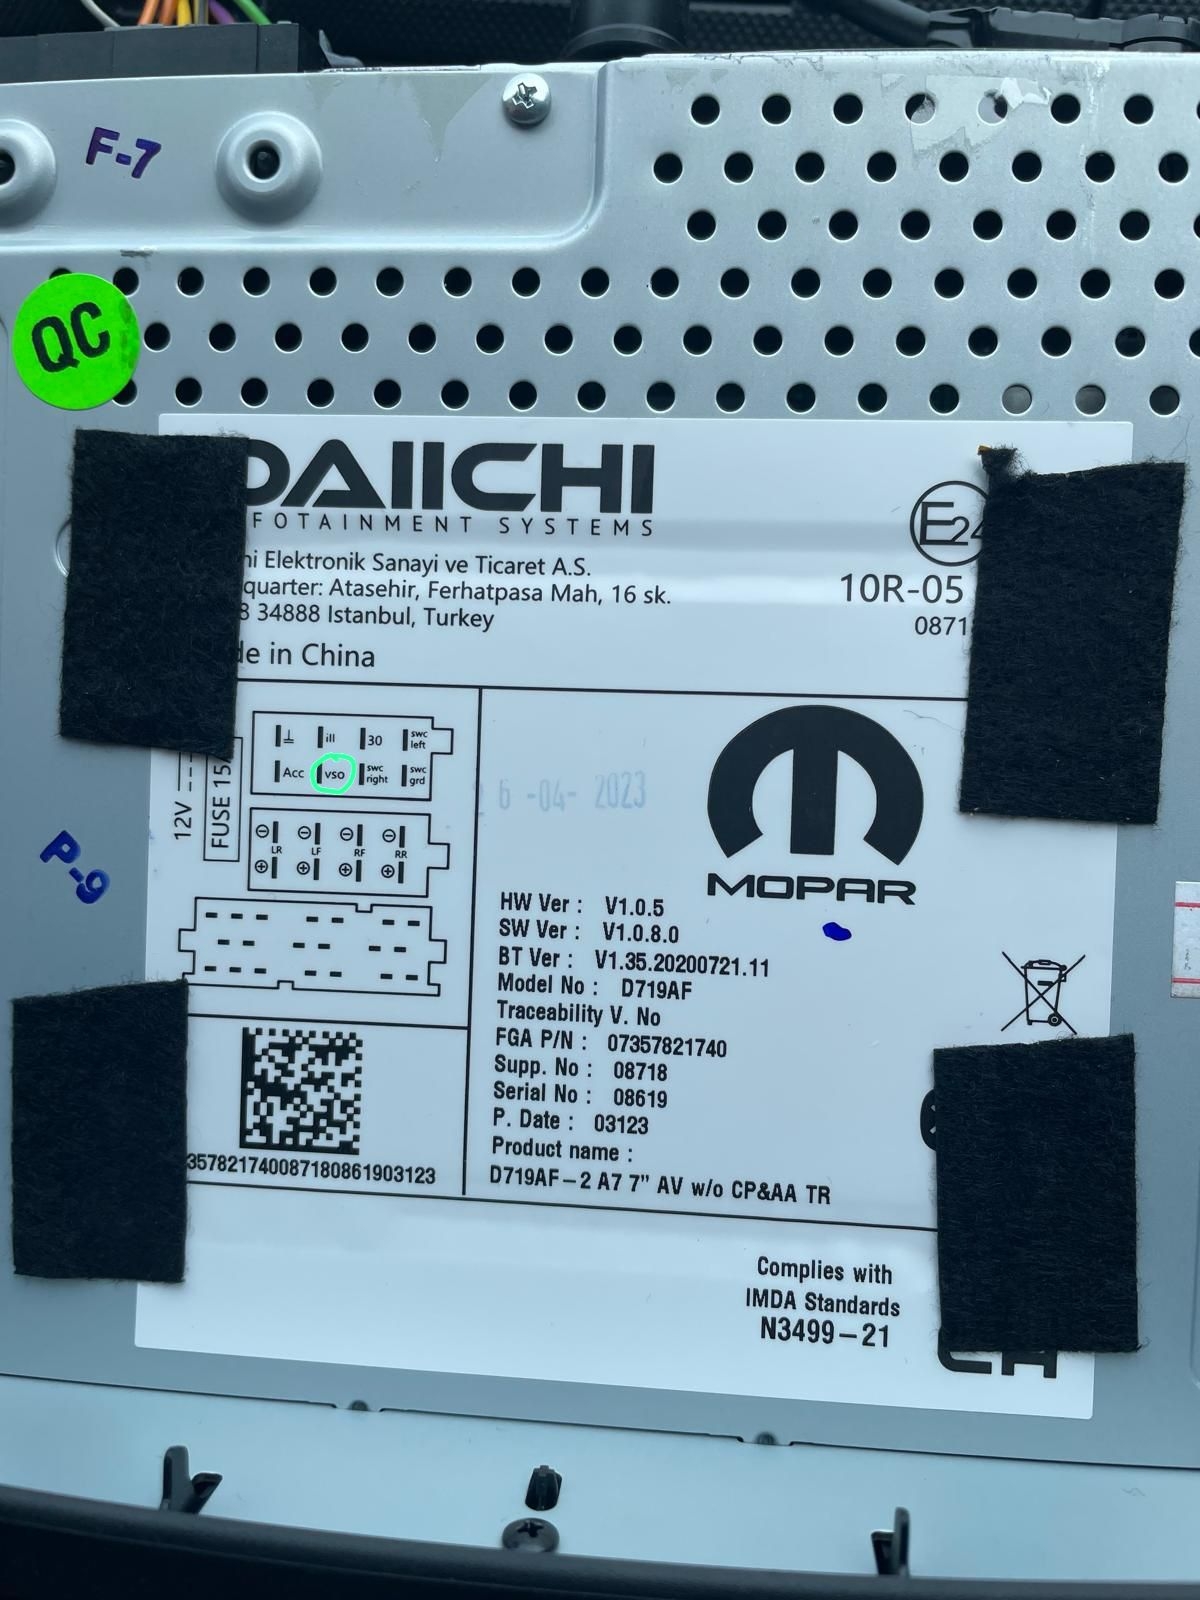 F-7
QC
DAIICHI
FOTAINMENT SYSTEMS
Elektronik Sanayi ve Ticaret A.S.
quarter: Atasehir, Ferhatpasa Mah, 16 sk.
34888 Istanbul, Turkey
in China
E24
10R-05
0871
ill 30 swc left
Acc vso swc right swc grd
12V
FUSE 15A
LR LF RF RR
P-9
6 -04- 2023
MOPAR
HW Ver : V1.0.5
SW Ver : V1.0.8.0
BT Ver : V1.35.20200721.11
Model No : D719AF
Traceability V. No
FGA P/N : 07357821740
Supp. No : 08718
Serial No : 08619
P. Date : 03123
Product name :
D719AF-2 A7 7" AV w/o CP&AA TR
357821740087180861903123
Complies with
IMDA Standards
N3499-21